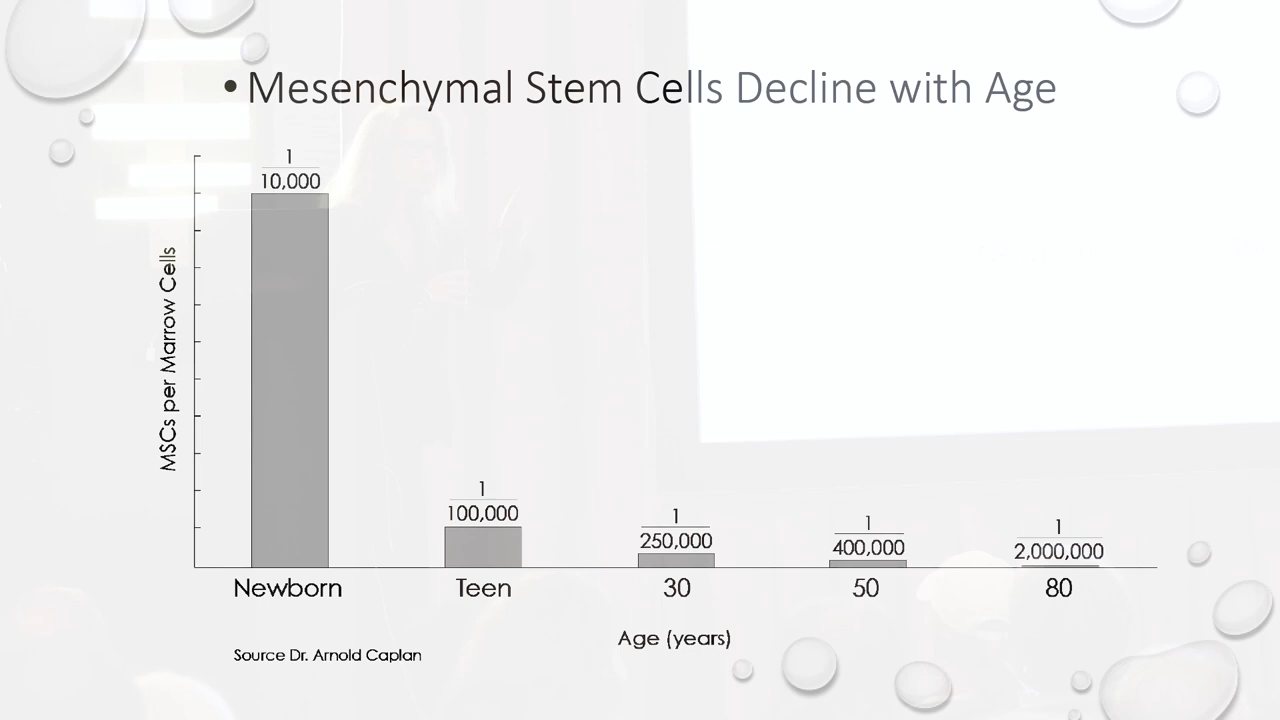 • Mesenchymal Stem Cells Decline with Age
MSCs per Marrow Cells
1
10,000
1
100,000
1
250,000
1
400,000
1
2,000,000
Newborn Teen 30 50 80
Age (years)
Source Dr. Arnold Caplan